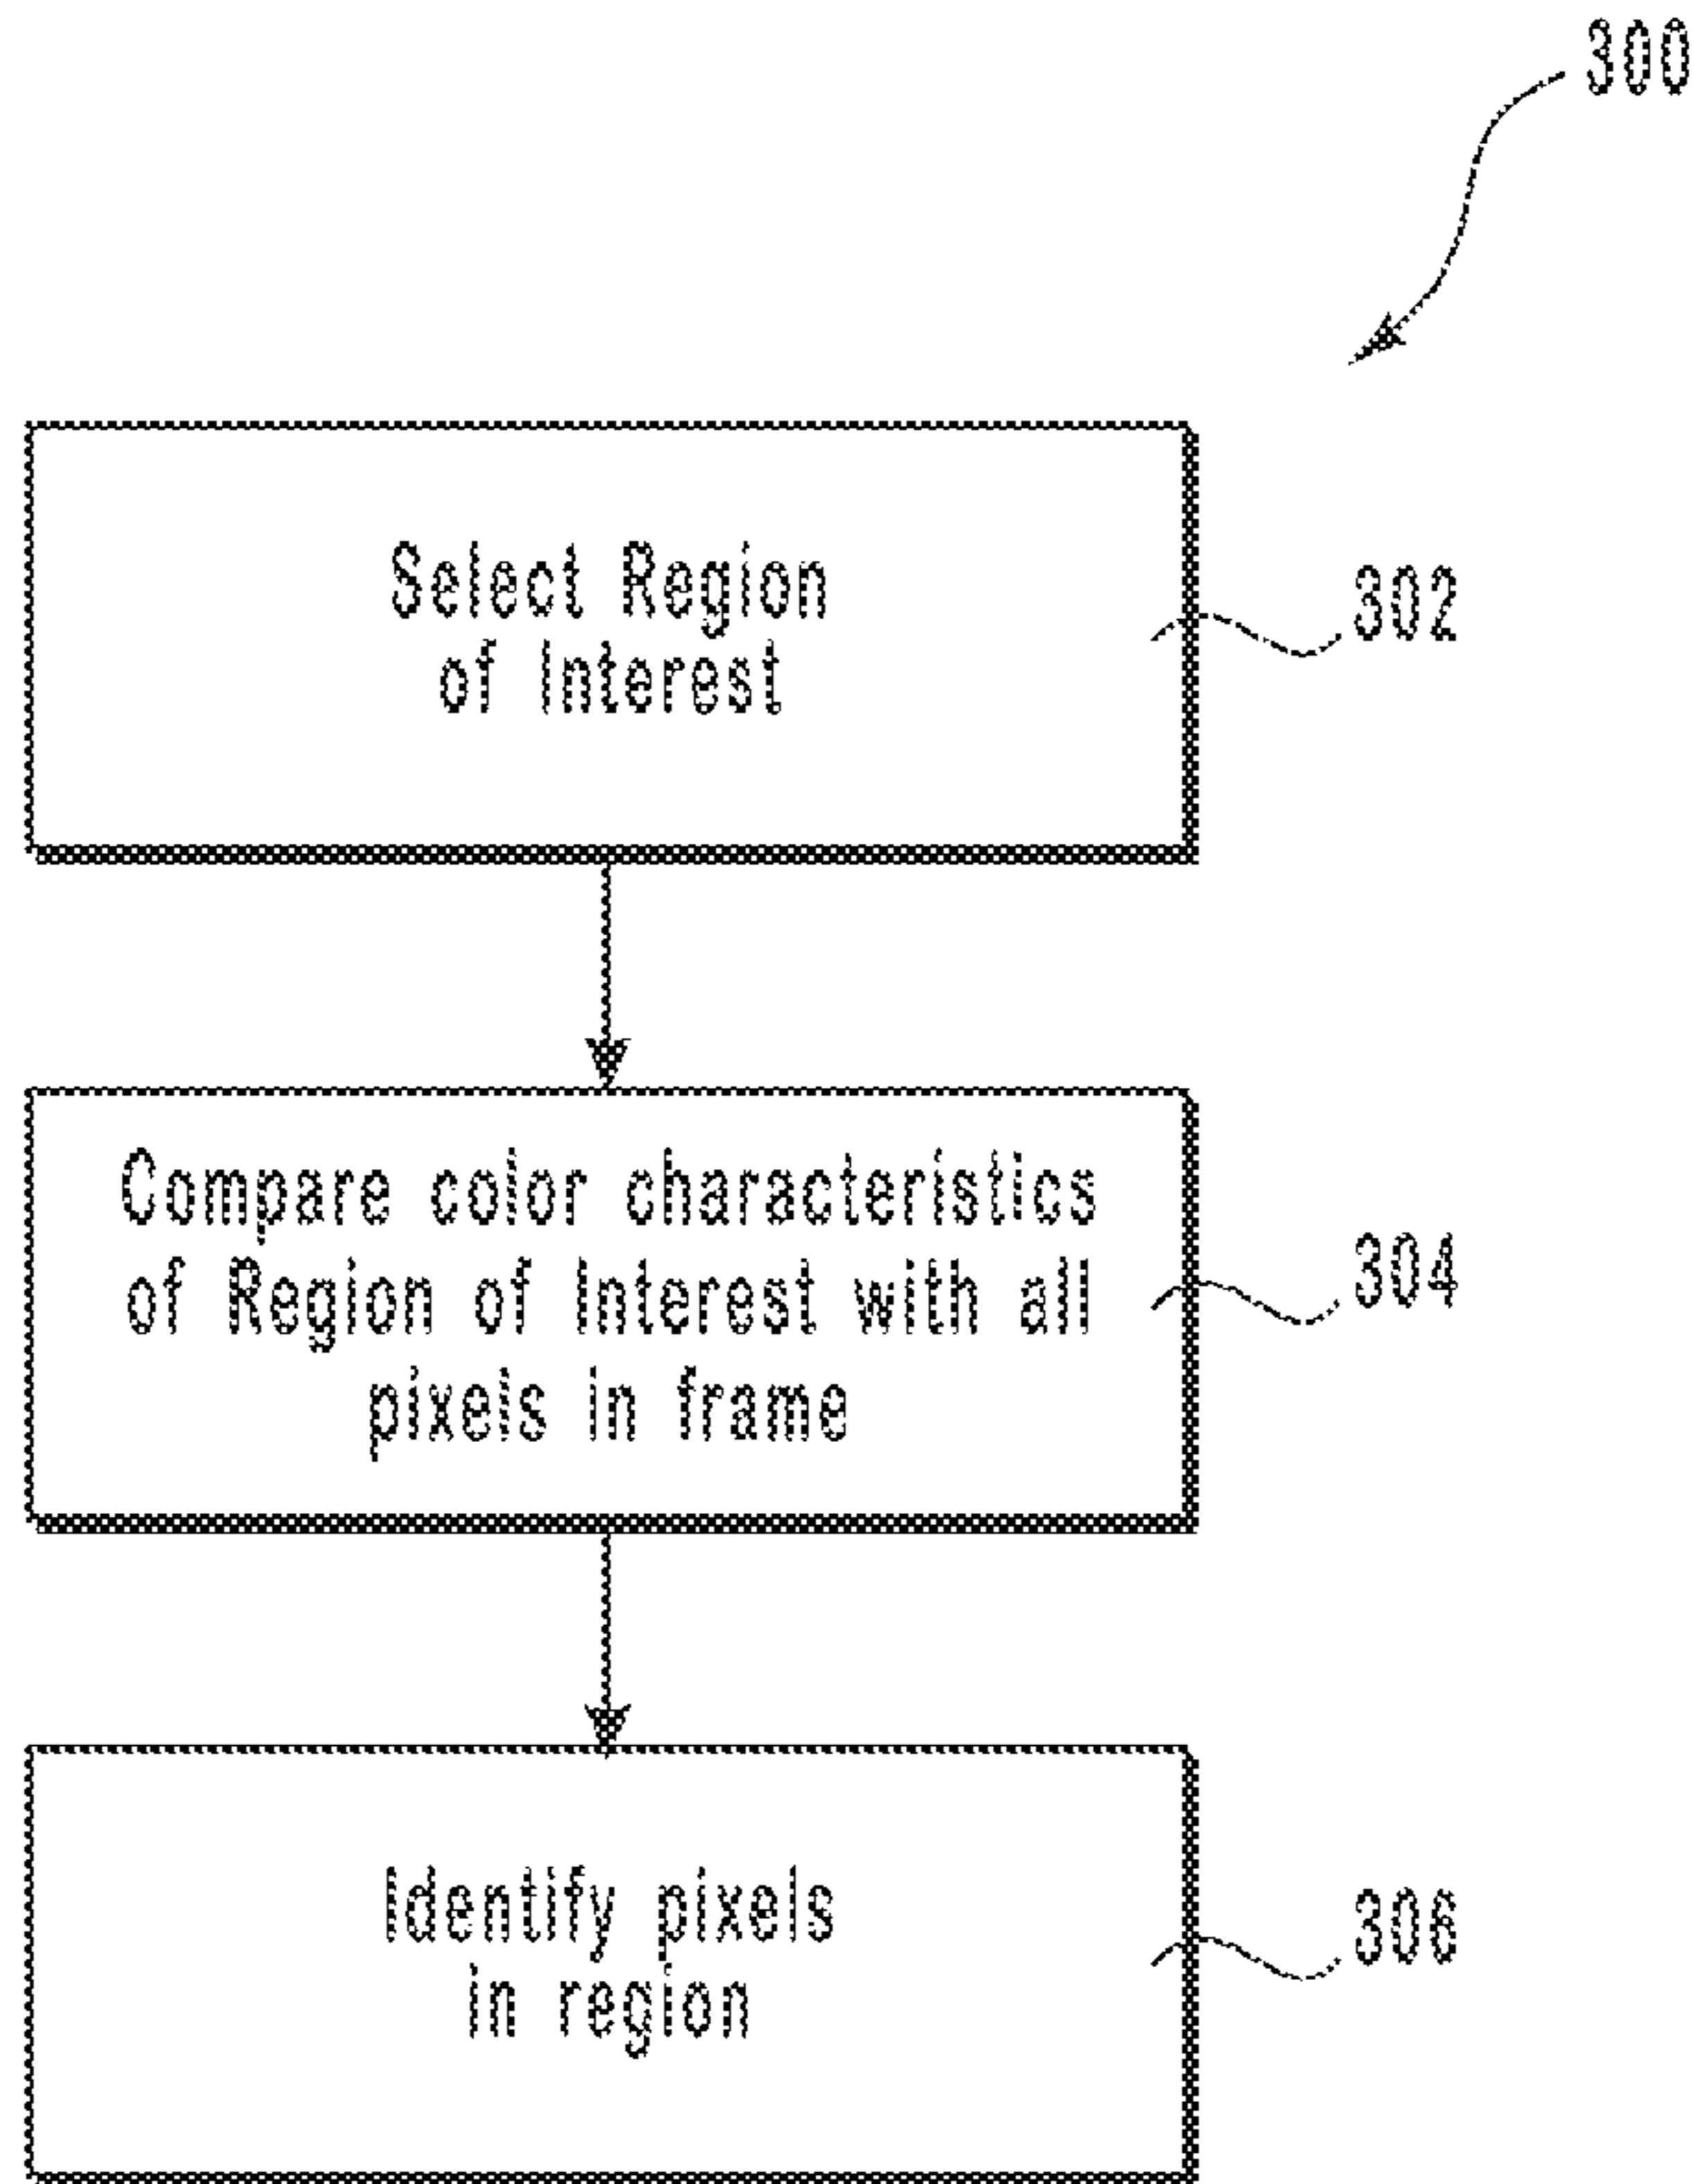 300
Select Region
of Interest
302
Compare color characteristics
of Region of Interest with all
pixels in frame
304
Identify pixels
in region
306